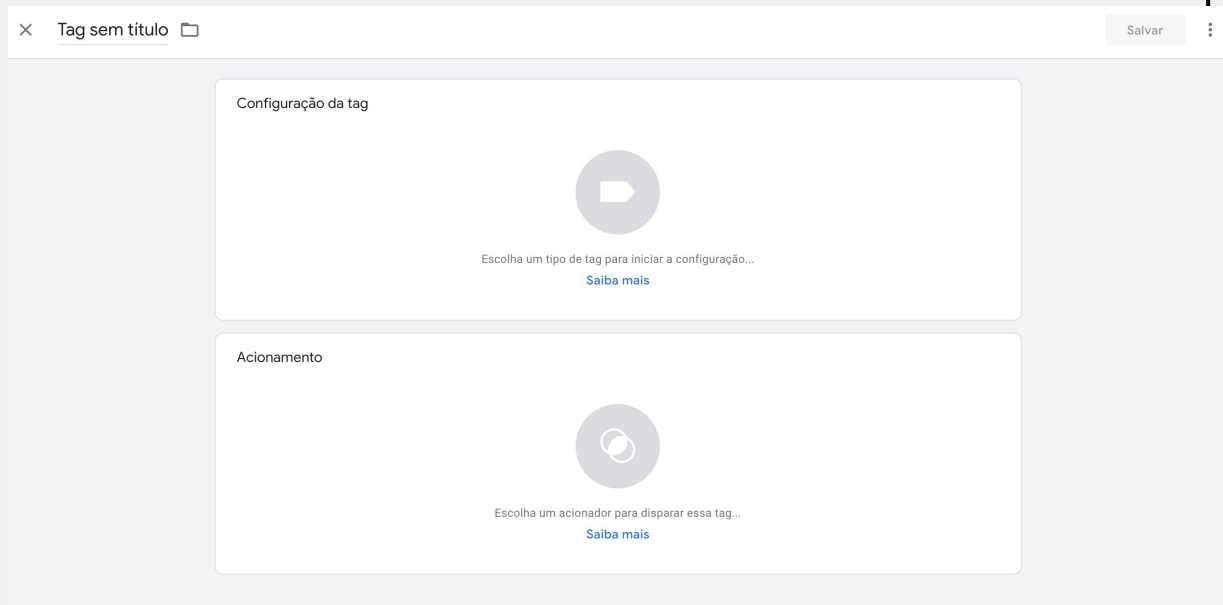 Tag sem título
Salvar
Configuração da tag
Escolha um tipo de tag para iniciar a configuração...
Saiba mais
Acionamento
Escolha um acionador para disparar essa tag...
Saiba mais